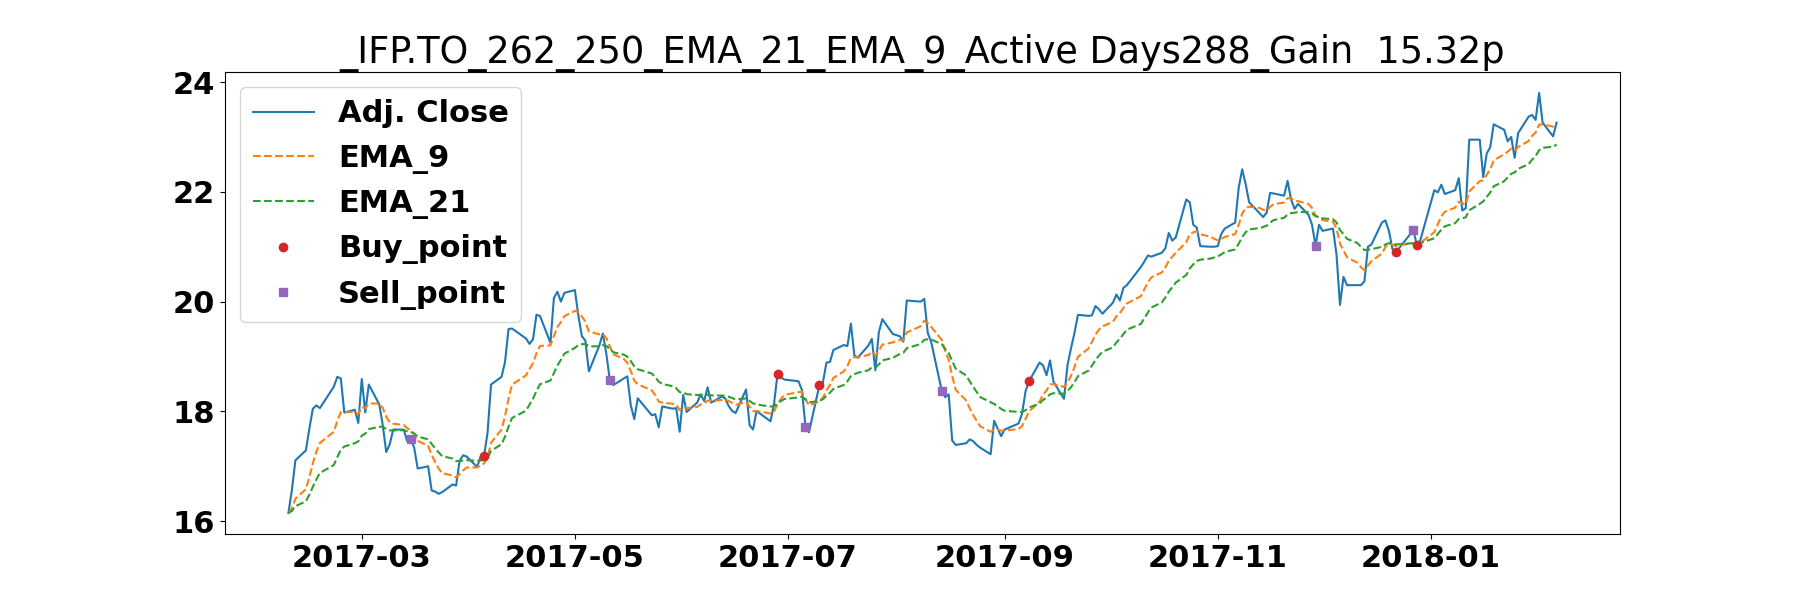 _IFP.TO_262_250_EMA_21_EMA_9_Active Days288_Gain  15.32p
24
22
20
18
16
Adj. Close
EMA_9
EMA_21
Buy_point
Sell_point
2017-03 2017-05 2017-07 2017-09 2017-11 2018-01